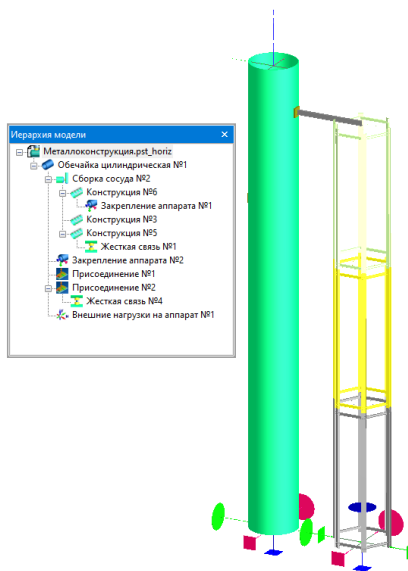 Иерархия модели
Металлоконструкция.pst_horiz
Обечайка цилиндрическая №1
Сборка сосуда №2
Конструкция №6
Закрепление аппарата №1
Конструкция №3
Конструкция №5
Жесткая связь №1
Закрепление аппарата №2
Присоединение №1
Присоединение №2
Жесткая связь №4
Внешние нагрузки на аппарат №1